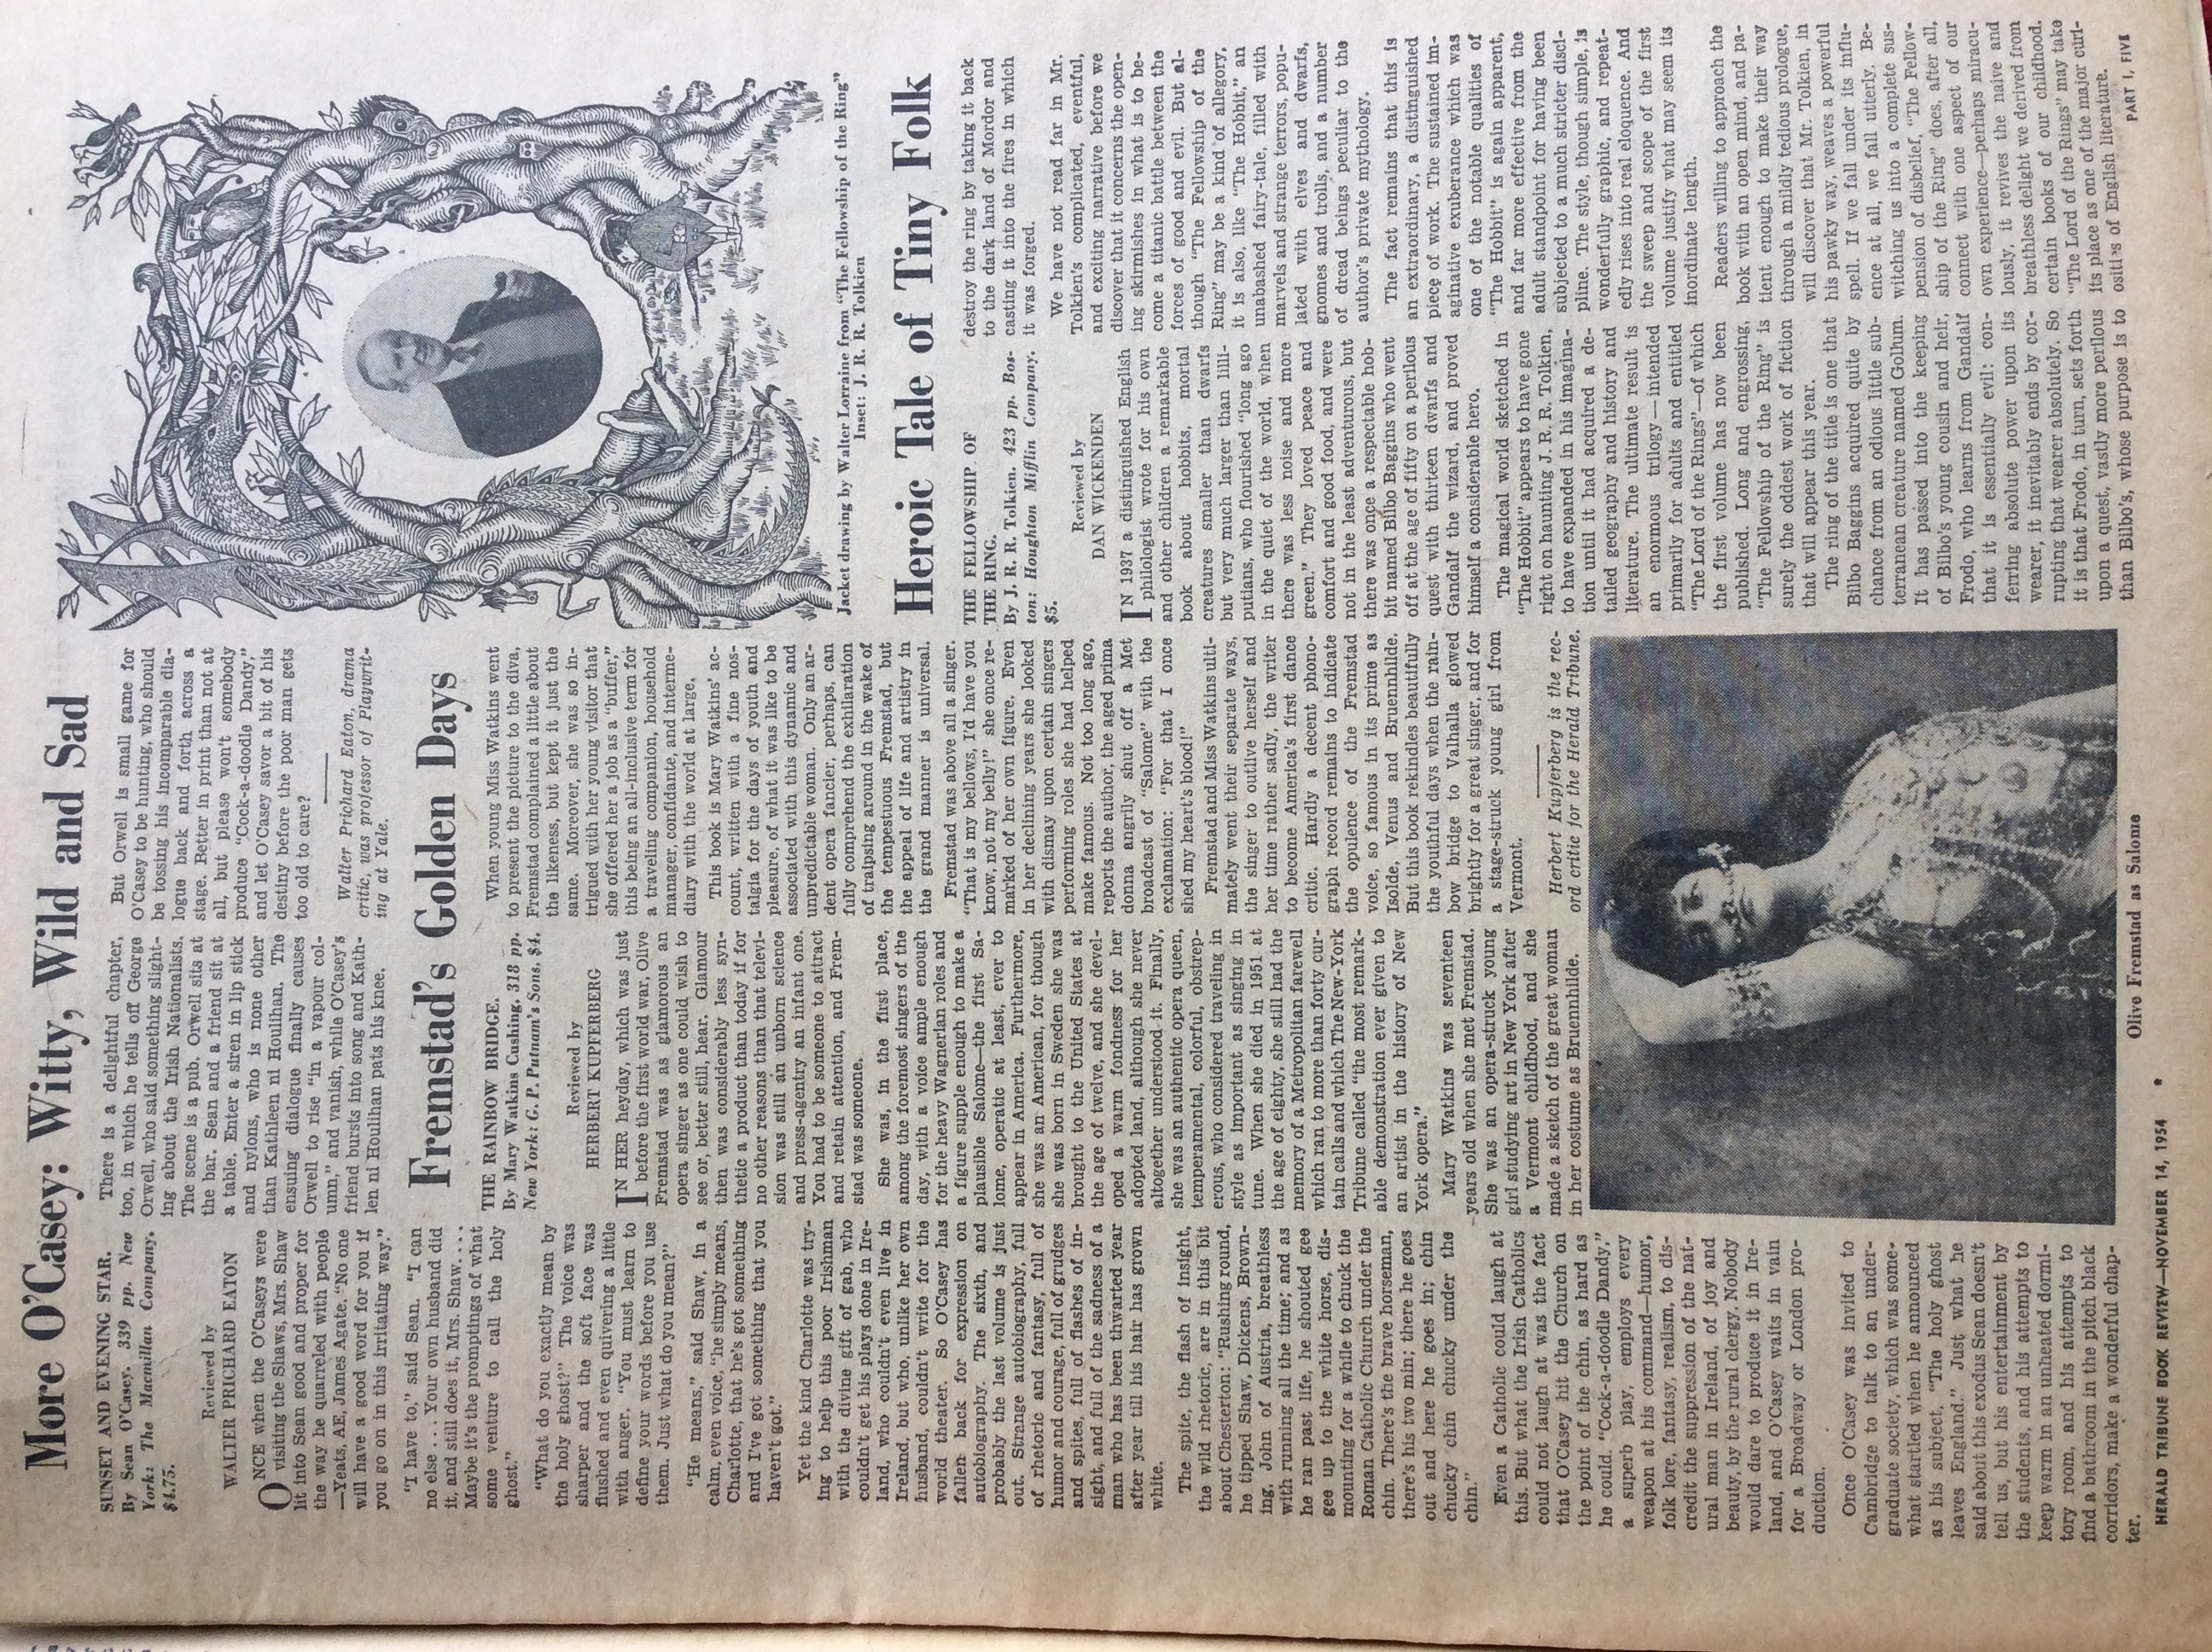 More O'Casey: Witty, Wild and Sad
SUNSET AND EVENING STAR.
By Sean O'Casey. 339 pp. New
York: The Macmillan Company.
$4.75.
Reviewed by
WALTER PRICHARD EATON
ONCE when the O'Caseys were
visiting the Shaws, Mrs. Shaw
lit into Sean good and proper for
the way he quarreled with people
—Yeats, AE, James Agate. "No one
will have a good word for you if
you go on in this irritating way."
"I have to," said Sean. "I can
no else ... Your own husband did
it, and still does it, Mrs. Shaw....
Maybe it's the promptings of what
some venture to call the holy
ghost."
"What do you exactly mean by
the holy ghost?" The voice was
sharper and the soft face was
flushed and even quivering a little
with anger. "You must learn to
define your words before you use
them. Just what do you mean?"
"He means," said Shaw, in a
calm, even voice, "he simply means,
Charlotte, that he's got something
and I've got something that you
haven't got."
Yet the kind Charlotte was try-
ing to help this poor Irishman
with the divine gift of gab, who
couldn't get his plays done in Ire-
land, who couldn't even live in
Ireland, but who, unlike her own
husband, couldn't write for the
world theater. So O'Casey has
fallen back for expression on
autobiography. The sixth, and
probably the last volume is just
out. Strange autobiography, full
of rhetoric and fantasy, full of
humor and courage, full of grudges
and spites, full of flashes of in-
sight, and full of the sadness of a
man who has been thwarted year
after year till his hair has grown
white.
The spite, the flash of insight,
the wild rhetoric, are in this bit
about Chesterton: "Rushing round,
he tipped Shaw, Dickens, Brown-
ing, John of Austria, breathless
with running all the time; and as
he ran past life, he shouted gee
gee up to the white horse, dis-
mounting for a while to chuck the
Roman Catholic Church under the
chin. There's the brave horseman,
there's his two min; there he goes
out and here he goes in; chin
chucky chin chucky under the
chin."
Even a Catholic could laugh at
this. But what the Irish Catholics
could not laugh at was the fact
that O'Casey hit the Church on
the point of the chin, as hard as
he could. "Cock-a-doodle Dandy,"
a superb play, employs every
weapon at his command—humor,
folk lore, fantasy, realism, to dis-
credit the suppression of the nat-
ural man in Ireland, of joy and
beauty, by the rural clergy. Nobody
would dare to produce it in Ire-
land, and O'Casey waits in vain
for a Broadway or London pro-
duction.
Once O'Casey was invited to
Cambridge to talk to an under-
graduate society, which was some-
what startled when he announced
as his subject, "The holy ghost
leaves England." Just what he
said about this exodus Sean doesn't
tell us, but his entertainment by
the students, and his attempts to
keep warm in an unheated dormi-
tory room, and his attempts to
find a bathroom in the pitch black
corridors, make a wonderful chap-
ter.
There is a delightful chapter,
too, in which he tells off George
Orwell, who said something slight-
ing about the Irish Nationalists.
The scene is a pub. Orwell sits at
the bar. Sean and a friend sit at
a table. Enter a siren in lip stick
and nylons, who is none other
than Kathleen ni Houlihan. The
ensuing dialogue finally causes
Orwell to rise "in a vapour col-
umn," and vanish, while O'Casey's
friend bursts into song and Kath-
len ni Houlihan pats his knee.
But Orwell is small game for
O'Casey to be hunting, who should
be tossing his incomparable dia-
logue back and forth across a
stage. Better in print than not at
all, but please won't somebody
produce "Cock-a-doodle Dandy,"
and let O'Casey savor a bit of his
destiny before the poor man gets
too old to care?
Walter Prichard Eaton, drama
critic, was professor of Playwrit-
ing at Yale.
Fremstad's Golden Days
THE RAINBOW BRIDGE.
By Mary Watkins Cushing. 318 pp.
New York: G. P. Putnam's Sons. $4.
Reviewed by
HERBERT KUPFERBERG
IN HER heyday, which was just
before the first world war, Olive
Fremstad was as glamorous an
opera singer as one could wish to
see or, better still, hear. Glamour
then was considerably less syn-
thetic a product than today if for
no other reasons than that televi-
sion was still an unborn science
and press-agentry an infant one.
You had to be someone to attract
and retain attention, and Frem-
stad was someone.
She was, in the first place,
among the foremost singers of the
day, with a voice ample enough
for the heavy Wagnerian roles and
a figure supple enough to make a
plausible Salome—the first Sa-
lome, operatic at least, ever to
appear in America. Furthermore,
she was an American, for though
she was born in Sweden she was
brought to the United States at
the age of twelve, and she devel-
oped a warm fondness for her
adopted land, although she never
altogether understood it. Finally,
she was an authentic opera queen,
temperamental, colorful, obstrep-
erous, who considered traveling in
style as important as singing in
tune. When she died in 1951 at
the age of eighty, she still had the
memory of a Metropolitan farewell
which ran to more than forty cur-
tain calls and which The New-York
Tribune called "the most remark-
able demonstration ever given to
an artist in the history of New
York opera."
Mary Watkins was seventeen
years old when she met Fremstad.
She was an opera-struck young
girl studying art in New York after
a Vermont childhood, and she
made a sketch of the great woman
in her costume as Bruennhilde.
When young Miss Watkins went
to present the picture to the diva,
Fremstad complained a little about
the likeness, but kept it just the
same. Moreover, she was so in-
trigued with her young visitor that
she offered her a job as a "buffer,"
this being an all-inclusive term for
a traveling companion, household
manager, confidante, and interme-
diary with the world at large.
This book is Mary Watkins' ac-
count, written with a fine nos-
talgia for the days of youth and
pleasure, of what it was like to be
associated with this dynamic and
unpredictable woman. Only an ar-
dent opera fancier, perhaps, can
fully comprehend the exhilaration
of traipsing around in the wake of
the tempestuous Fremstad, but
the appeal of life and artistry in
the grand manner is universal.
Fremstad was above all a singer.
"That is my bellows, I'd have you
know, not my belly!" she once re-
marked of her own figure. Even
in her declining years she looked
with dismay upon certain singers
performing roles she had helped
make famous. Not too long ago,
reports the author, the aged prima
donna angrily shut off a Met
broadcast of "Salome" with the
exclamation: "For that I once
shed my heart's blood!"
Fremstad and Miss Watkins ulti-
mately went their separate ways,
the singer to outlive herself and
her time rather sadly, the writer
to become America's first dance
critic. Hardly a decent phono-
graph record remains to indicate
the opulence of the Fremstad
voice, so famous in its prime as
Isolde, Venus and Bruennhilde.
But this book rekindles beautifully
the youthful days when the rain-
bow bridge to Valhalla glowed
brightly for a great singer, and for
a stage-struck young girl from
Vermont.
Herbert Kupferberg is the rec-
ord critic for the Herald Tribune.
Olive Fremstad as Salome
Jacket drawing by Walter Lorraine from "The Fellowship of the Ring"
Inset: J. R. R. Tolkien
Heroic Tale of Tiny Folk
THE FELLOWSHIP OF
THE RING.
By J. R. R. Tolkien. 423 pp. Bos-
ton: Houghton Mifflin Company.
$5.
Reviewed by
DAN WICKENDEN
IN 1937 a distinguished English
philologist wrote for his own
and other children a remarkable
book about hobbits, mortal
creatures smaller than dwarfs
but very much larger than lilli-
putians, who flourished "long ago
in the quiet of the world, when
there was less noise and more
green." They loved peace and
comfort and good food, and were
not in the least adventurous, but
there was once a respectable hob-
bit named Bilbo Baggins who went
off at the age of fifty on a perilous
quest with thirteen dwarfs and
Gandalf the wizard, and proved
himself a considerable hero.
The magical world sketched in
"The Hobbit" appears to have gone
right on haunting J. R. R. Tolkien,
to have expanded in his imagina-
tion until it had acquired a de-
tailed geography and history and
literature. The ultimate result is
an enormous trilogy—intended
primarily for adults and entitled
"The Lord of the Rings"—of which
the first volume has now been
published. Long and engrossing,
"The Fellowship of the Ring" is
surely the oddest work of fiction
that will appear this year.
The ring of the title is one that
Bilbo Baggins acquired quite by
chance from an odious little sub-
terranean creature named Gollum.
It has passed into the keeping
of Bilbo's young cousin and heir,
Frodo, who learns from Gandalf
that it is essentially evil: con-
ferring absolute power upon its
wearer, it inevitably ends by cor-
rupting that wearer absolutely. So
it is that Frodo, in turn, sets forth
upon a quest, vastly more perilous
than Bilbo's, whose purpose is to
destroy the ring by taking it back
to the dark land of Mordor and
casting it into the fires in which
it was forged.
We have not read far in Mr.
Tolkien's complicated, eventful,
and exciting narrative before we
discover that it concerns the open-
ing skirmishes in what is to be-
come a titanic battle between the
forces of good and evil. But al-
though "The Fellowship of the
Ring" may be a kind of allegory,
it is also, like "The Hobbit," an
unabashed fairy-tale, filled with
marvels and strange terrors, popu-
lated with elves and dwarfs,
gnomes and trolls, and a number
of dread beings peculiar to the
author's private mythology.
The fact remains that this is
an extraordinary, a distinguished
piece of work. The sustained im-
aginative exuberance which was
one of the notable qualities of
"The Hobbit" is again apparent,
and far more effective from the
adult standpoint for having been
subjected to a much stricter disci-
pline. The style, though simple, is
wonderfully graphic, and repeat-
edly rises into real eloquence. And
the sweep and scope of the first
volume justify what may seem its
inordinate length.
Readers willing to approach the
book with an open mind, and pa-
tient enough to make their way
through a mildly tedious prologue,
will discover that Mr. Tolkien, in
his pawky way, weaves a powerful
spell. If we fall under its influ-
ence at all, we fall utterly. Be-
witching us into a complete sus-
pension of disbelief, "The Fellow-
ship of the Ring" does, after all,
connect with one aspect of our
own experience—perhaps miracu-
lously, it revives the naive and
breathless delight we derived from
certain books of our childhood.
"The Lord of the Rings" may take
its place as one of the major curi-
osities of English literature.
HERALD TRIBUNE BOOK REVIEW—NOVEMBER 14, 1954
PART I, FIVE